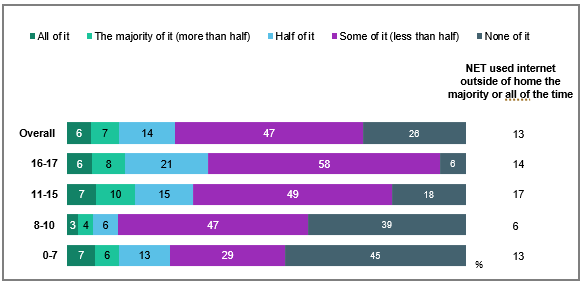 All of it The majority of it (more than half) Half of it Some of it (less than half) None of it
NET used internet
outside of home the
majority or all of the time
Overall 6 7 14 47 26 13
16-17 6 8 21 58 6 14
11-15 7 10 15 49 18 17
8-10 3 4 6 47 39 6
0-7 7 6 13 29 45 13
%